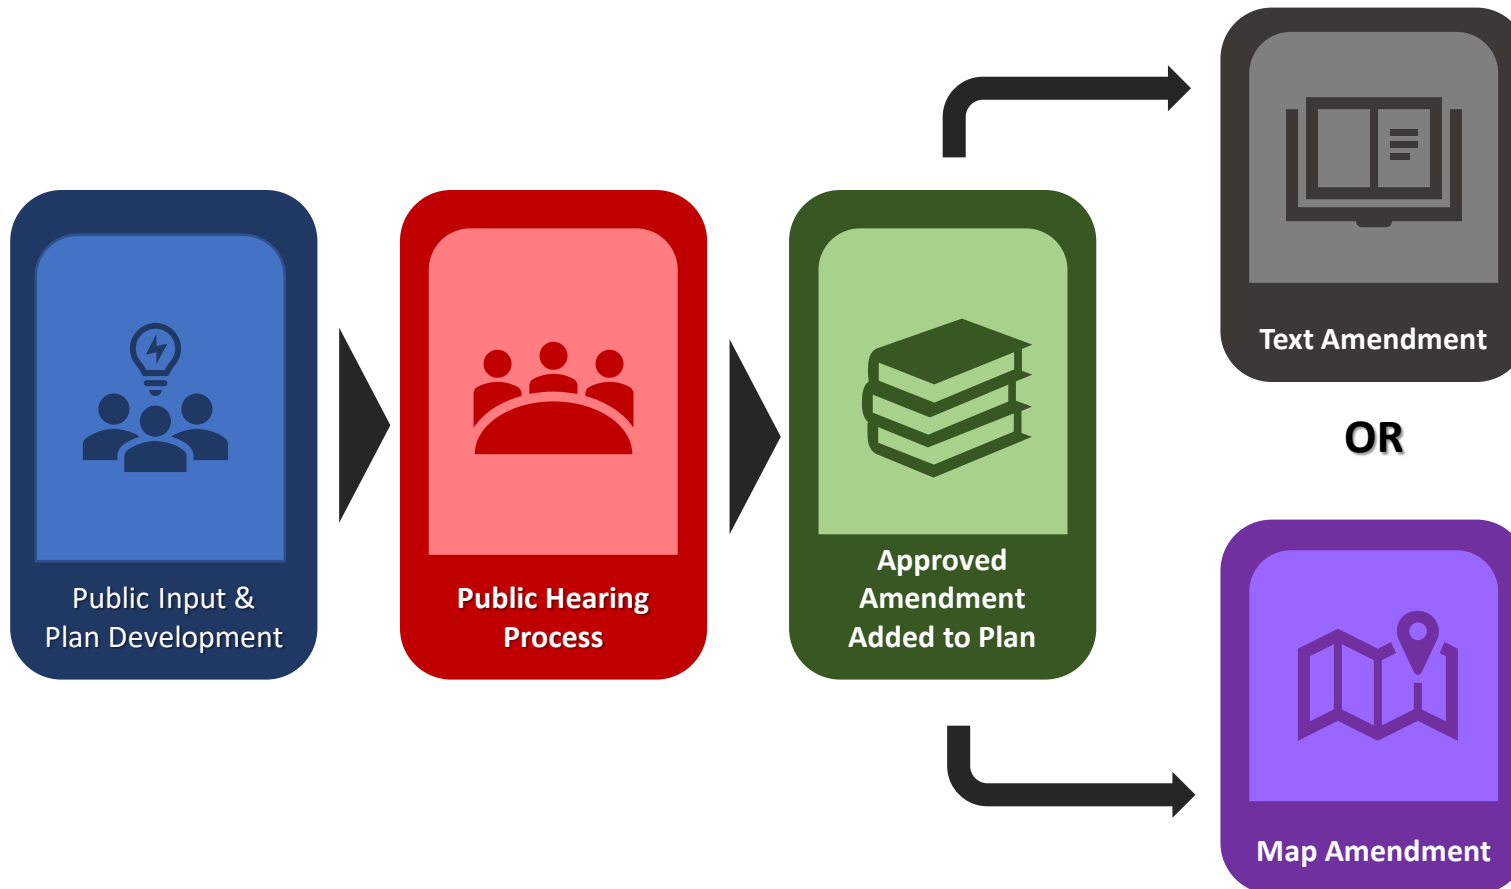 Public Input &
Plan Development
Public Hearing
Process
Approved
Amendment
Added to Plan
Text Amendment
OR
Map Amendment